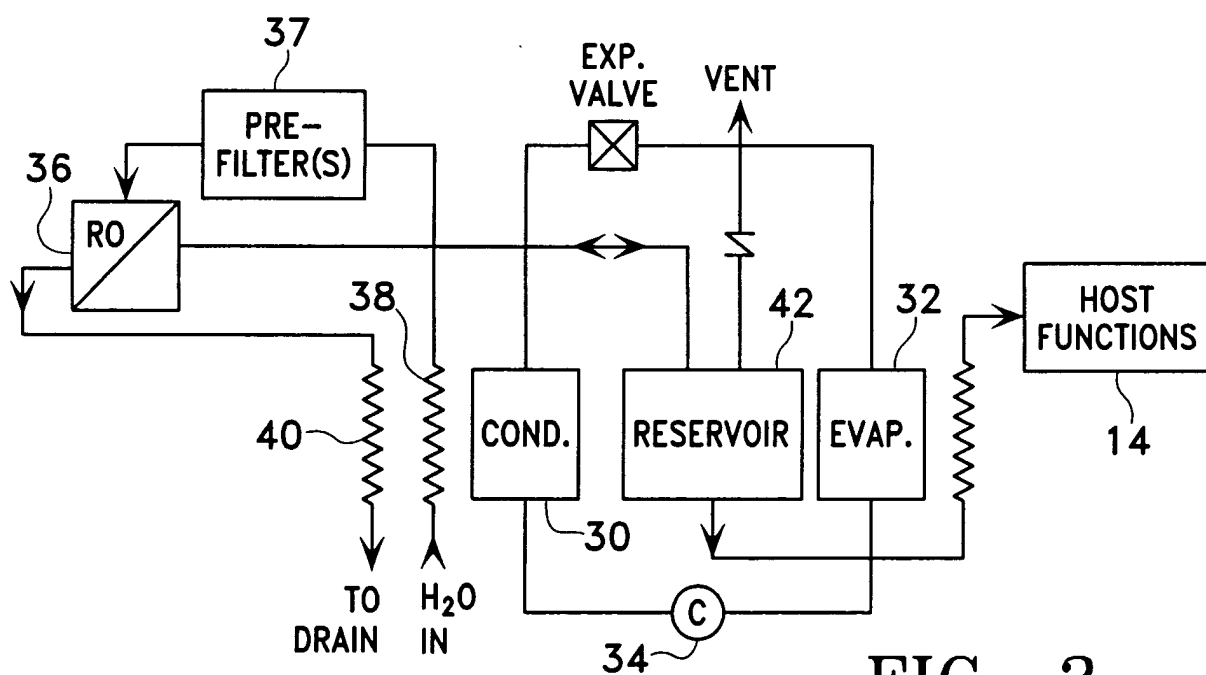 37
EXP.
VALVE
VENT
PRE-
FILTER(S)
36
RO
38
42
32
HOST
FUNCTIONS
40
COND.
RESERVOIR
EVAP.
14
30
TO
DRAIN
H₂O
IN
C
34